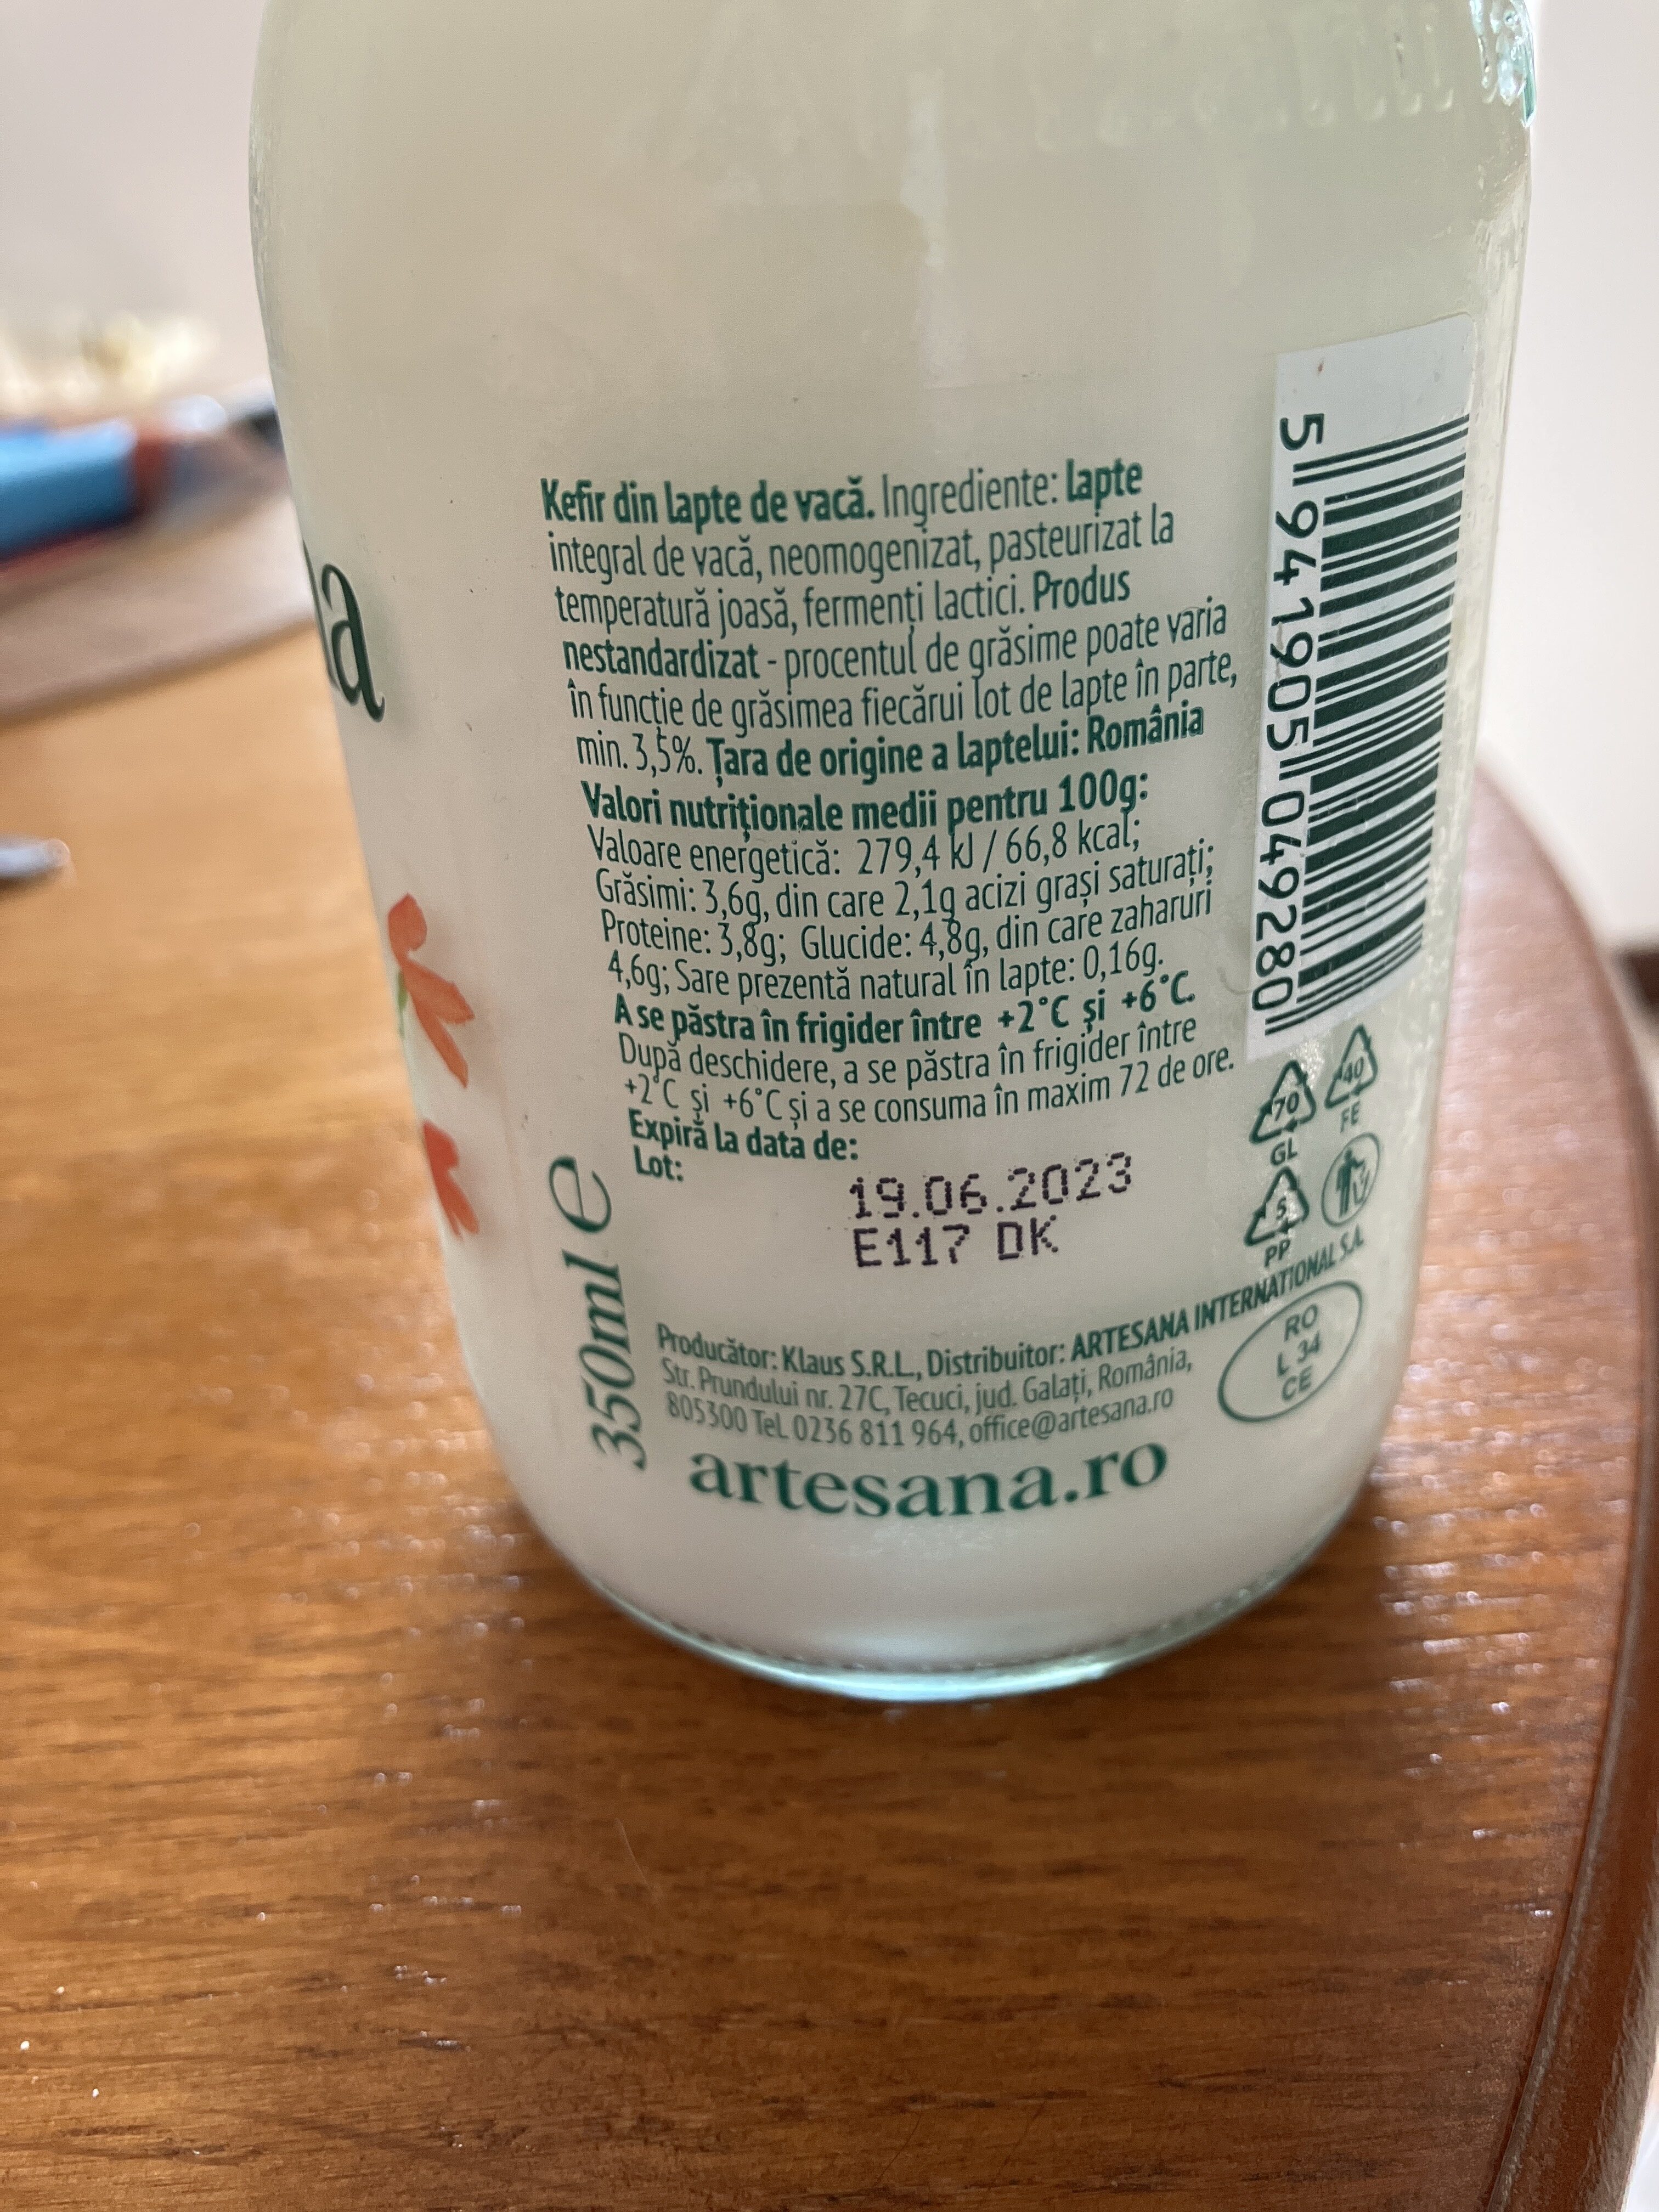 Kefir din lapte de vacă. Ingrediente: lapte
integral de vacă, neomogenizat, pasteurizat la
temperatură joasă, fermenți lactici. Produs
nestandardizat - procentul de grăsime poate varia
în funcție de grăsimea fiecărui lot de lapte în parte,
min. 3,5%. Țara de origine a laptelui: România
Valori nutriționale medii pentru 100g:
Valoare energetică: 279,4 kJ / 66,8 kcal;
Grăsimi: 3,6g, din care 2,1g acizi grași saturați;
Proteine: 3,8g; Glucide: 4,8g, din care zaharuri
4,6g; Sare prezentă natural în lapte: 0,16g.
A se păstra în frigider între +2°C și +6°C.
După deschidere, a se păstra în frigider între
+2°C și +6°C și a se consuma în maxim 72 de ore.
Expiră la data de:
Lot:
19.06.2023
E117 DK
350ml e
Producător: Klaus S.R.L., Distribuitor: ARTESANA INTERNATIONAL S.A.
Str. Prundului nr. 27C, Tecuci, jud. Galați, România,
805300 Tel. 0236 811 964, office@artesana.ro
artesana.ro
5 941905 049280
70
GL
40
FE
5
PP
RO
L 34
CE
na